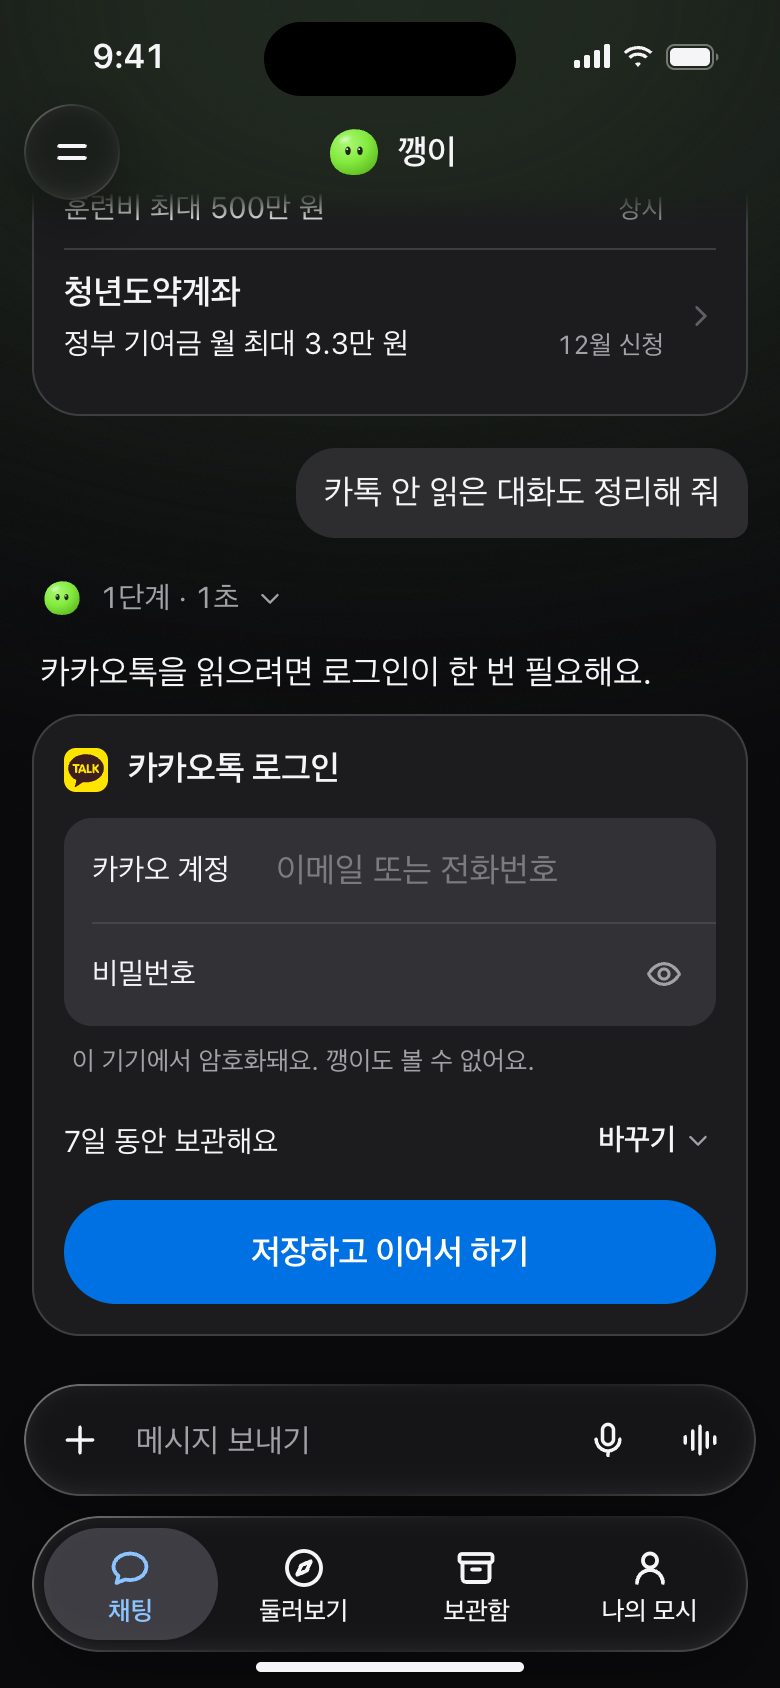 9:41
깽이
훈련비 최대 500만 원
상시
청년도약계좌
정부 기여금 월 최대 3.3만 원
12월 신청
카톡 안 읽은 대화도 정리해 줘
1단계 · 1초
카카오톡을 읽으려면 로그인이 한 번 필요해요.
TALK
카카오톡 로그인
카카오 계정
이메일 또는 전화번호
비밀번호
이 기기에서 암호화돼요. 깽이도 볼 수 없어요.
7일 동안 보관해요
바꾸기
저장하고 이어서 하기
메시지 보내기
채팅
둘러보기
보관함
나의 모시